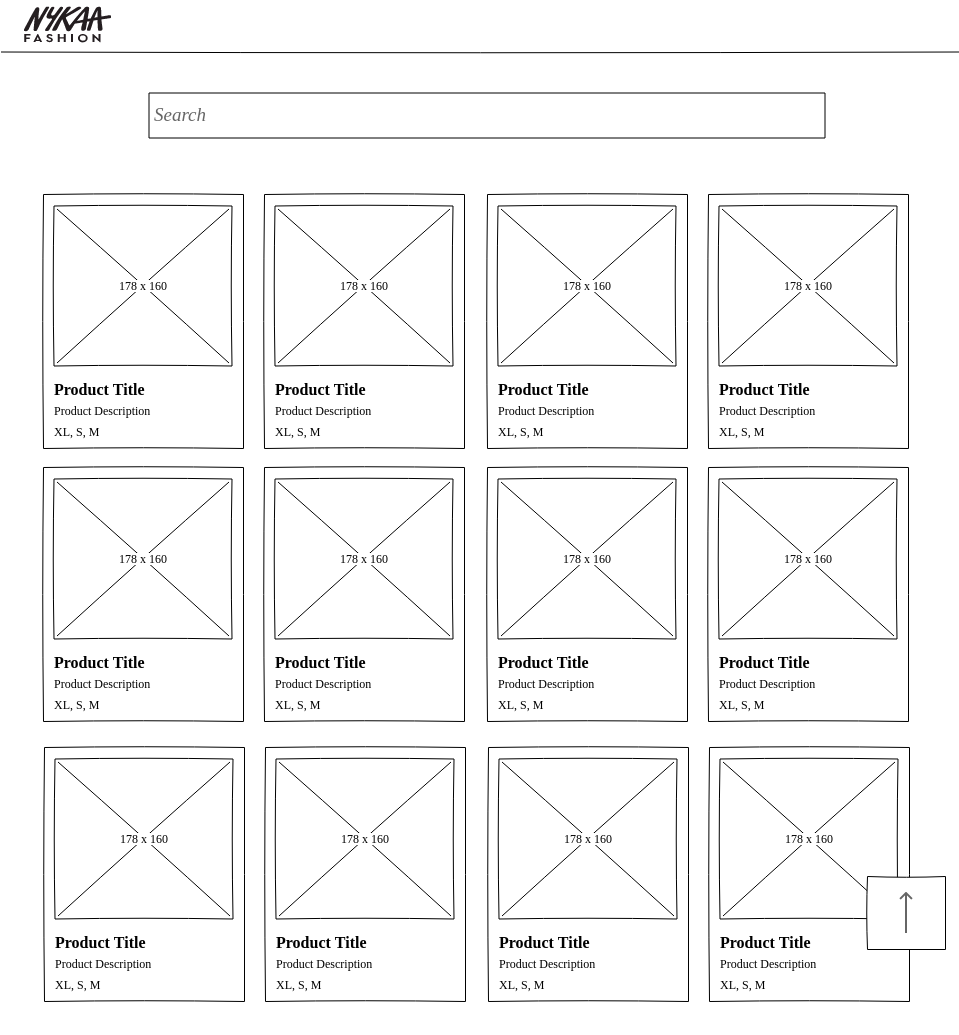 NYKAA
FASHION
Search
178 x 160
178 x 160
178 x 160
178 x 160
Product Title
Product Title
Product Title
Product Title
Product Description
Product Description
Product Description
Product Description
XL, S, M
XL, S, M
XL, S, M
XL, S, M
178 x 160
178 x 160
178 x 160
178 x 160
Product Title
Product Title
Product Title
Product Title
Product Description
Product Description
Product Description
Product Description
XL, S, M
XL, S, M
XL, S, M
XL, S, M
178 x 160
178 x 160
178 x 160
178 x 160
Product Title
Product Title
Product Title
Product Title
Product Description
Product Description
Product Description
Product Description
XL, S, M
XL, S, M
XL, S, M
XL, S, M